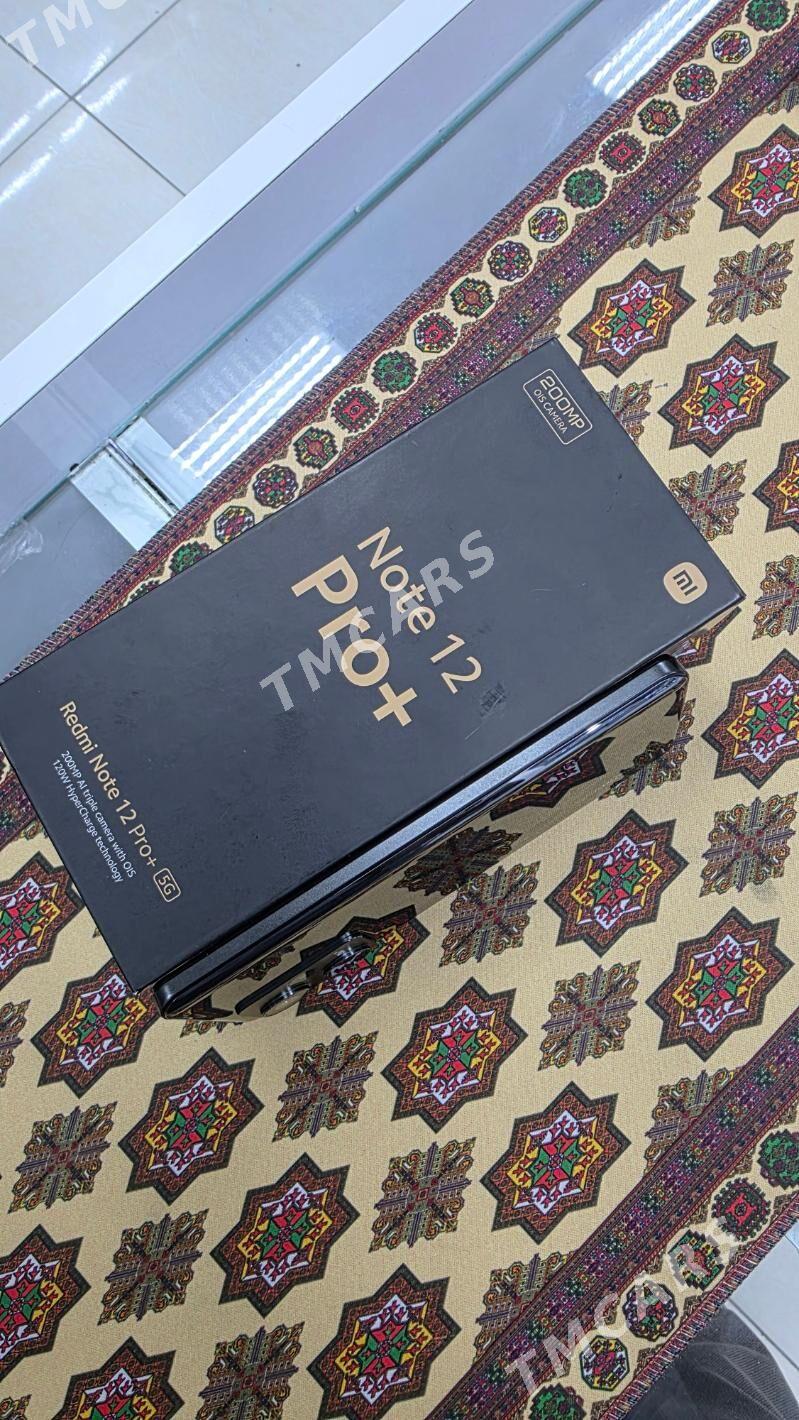 TMCARS
200MP
OIS CAMERA
mi
Note 12
Pro+
TMCARS
Redmi Note 12 Pro+ 5G
200MP AI triple camera with OIS
120W HyperCharge technology
TMCARS